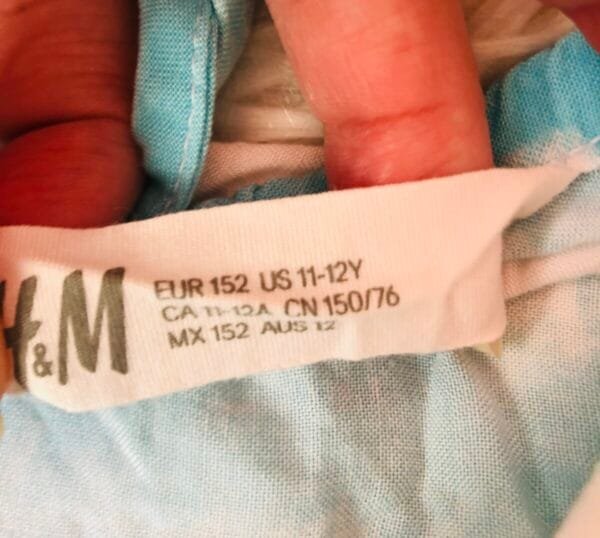 H&M
EUR 152 US 11-12Y
CA 11-12A CN 150/76
MX 152 AUS 12